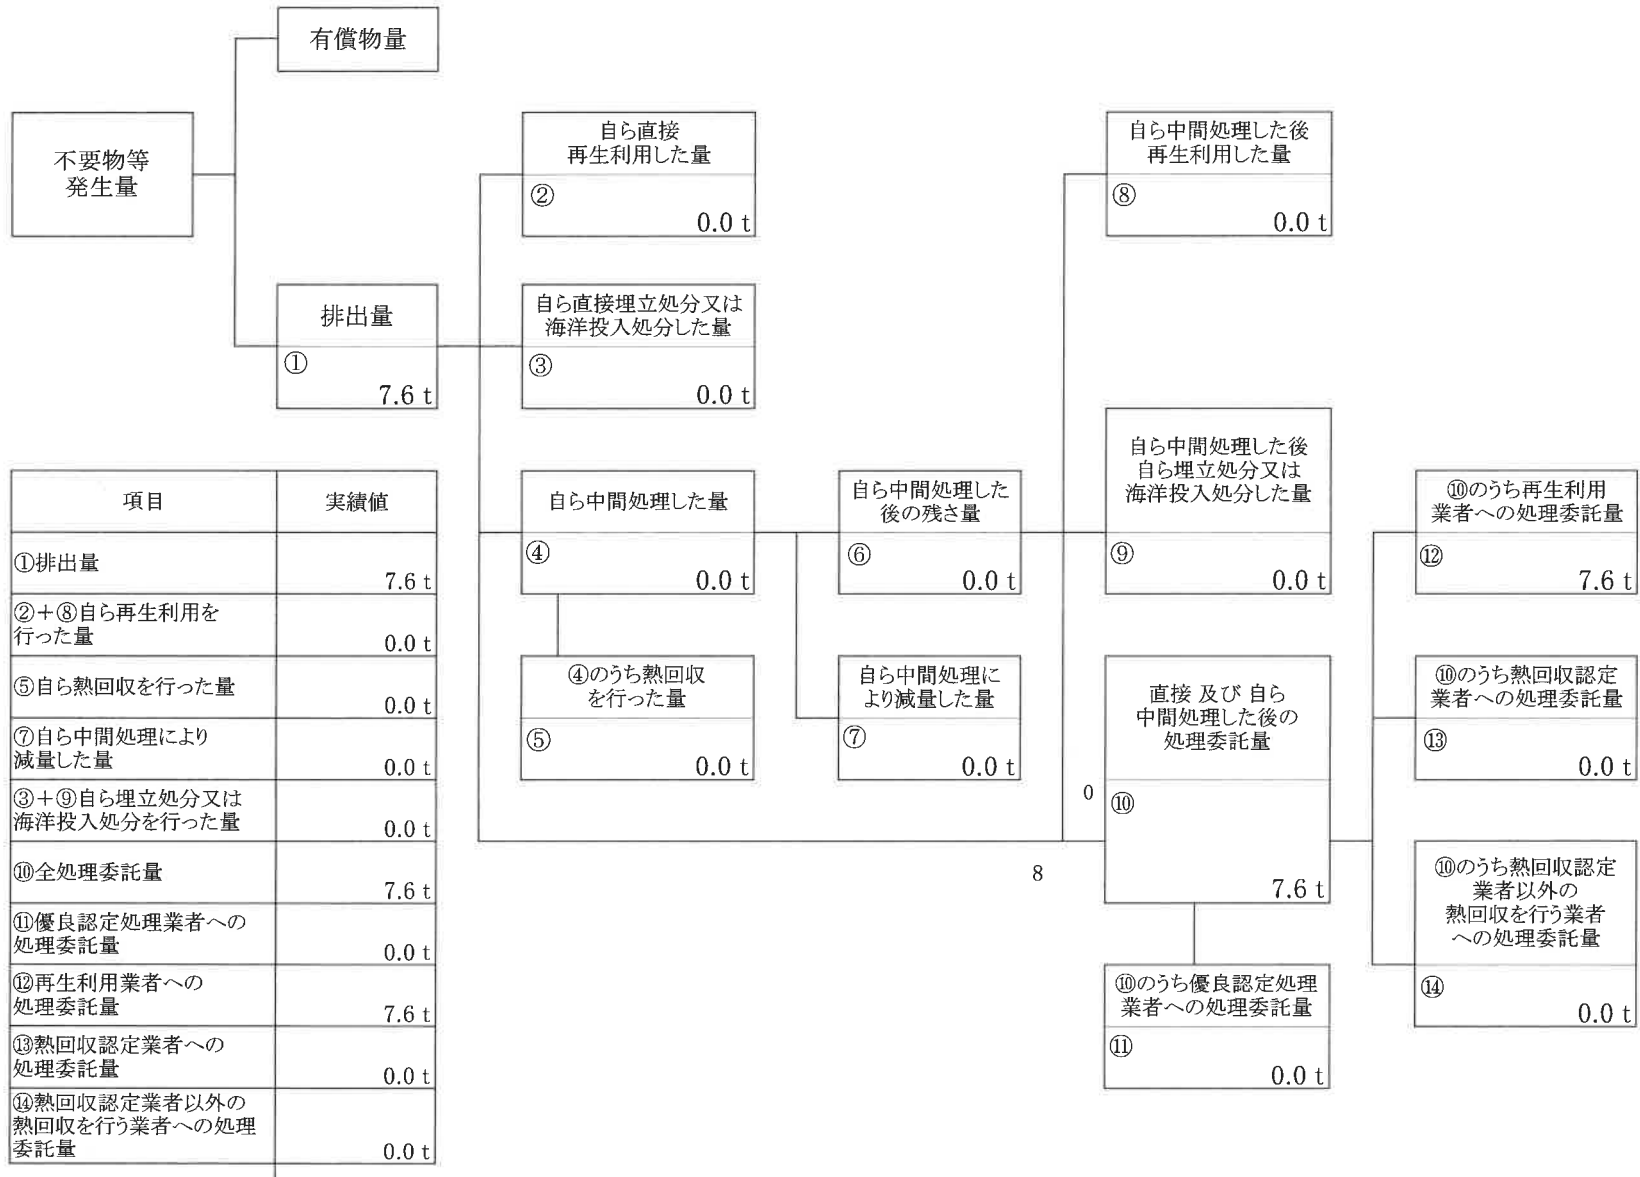 有償物量
不要物等
発生量
自ら直接
再生利用した量
②
0.0 t
自ら中間処理した後
再生利用した量
⑧
0.0 t
排出量
①
7.6 t
自ら直接埋立処分又は
海洋投入処分した量
③
0.0 t
自ら中間処理した量
④
0.0 t
自ら中間処理した
後の残さ量
⑥
0.0 t
自ら中間処理した後
自ら埋立処分又は
海洋投入処分した量
⑨
0.0 t
⑩のうち再生利用
業者への処理委託量
⑫
7.6 t
④のうち熱回収
を行った量
⑤
0.0 t
自ら中間処理に
より減量した量
⑦
0.0 t
直接 及び 自ら
中間処理した後の
処理委託量
0
⑩
7.6 t
8
⑩のうち熱回収認定
業者への処理委託量
⑬
0.0 t
⑩のうち熱回収認定
業者以外の
熱回収を行う業者
への処理委託量
⑭
0.0 t
⑩のうち優良認定処理
業者への処理委託量
⑪
0.0 t
項目 実績値
①排出量
7.6 t
②＋⑧自ら再生利用を
行った量
0.0 t
⑤自ら熱回収を行った量
0.0 t
⑦自ら中間処理により
減量した量
0.0 t
③＋⑨自ら埋立処分又は
海洋投入処分を行った量
0.0 t
⑩全処理委託量
7.6 t
⑪優良認定処理業者への
処理委託量
0.0 t
⑫再生利用業者への
処理委託量
7.6 t
⑬熱回収認定業者への
処理委託量
0.0 t
⑭熱回収認定業者以外の
熱回収を行う業者への処理
委託量
0.0 t